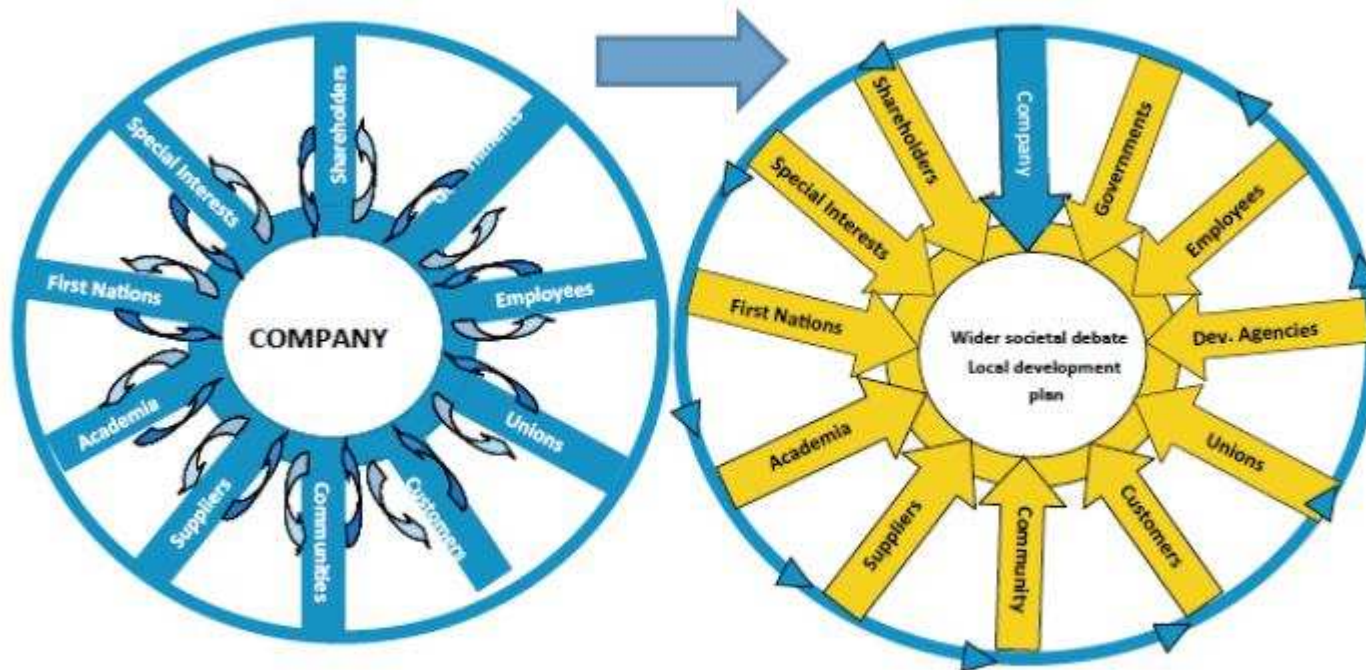 Shareholders
Special Interests
First Nations
Academia
Suppliers
Communities
Customers
Unions
Employees
COMPANY
Company
Governments
Employees
Dev. Agencies
Unions
Customers
Community
Suppliers
Academia
First Nations
Special Interests
Shareholders
Wider societal debate
Local development
plan